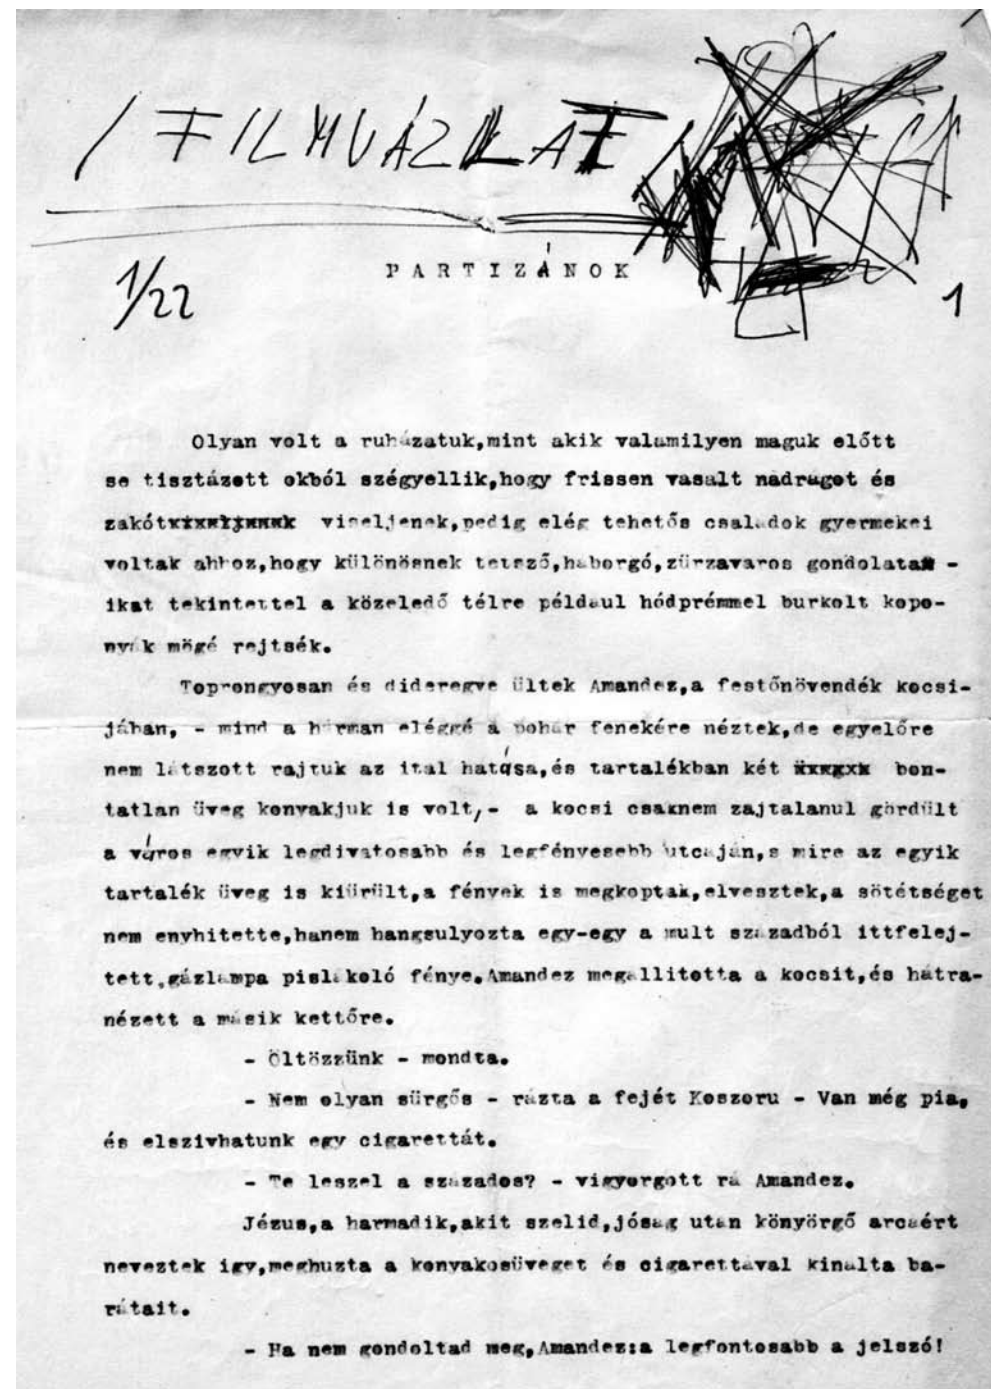 / FILMVÁZLAT /
PARTIZÁNOK
1/22
1
Olyan volt a ruházatuk,mint akik valamilyen maguk előtt
se tisztázott okból szégyellik,hogy frissen vasalt nadrágot és
zakót viseljenek,pedig elég tehetős családok gyermekei
voltak ahhoz,hogy különösnek tetsző,háborgó,zűrzavaros gondolata-
ikat tekintettel a közeledő télre például hódprémmel burkolt kopo-
nyák mögé rejtsék.
Toprongyosan és dideregve ültek Amandez,a festőnövendék kocsi-
jában, - mind a hárman eléggé a pohár fenekére néztek,de egyelőre
nem látszott rajtuk az ital hatása,és tartalékban két bon-
tatlan üveg konyakjuk is volt,- a kocsi csaknem zajtalanul gördült
a város egyik legdivatosabb és legfényesebb utcáján,s mire az egyik
tartalék üveg is kiürült,a fények is megkoptak,elvesztek,a sötétséget
nem enyhitette,hanem hangsulyozta egy-egy a mult századból ittfelej-
tett,gázlámpa pislákoló fénye.Amandez megállitotta a kocsit,és hátra-
nézett a másik kettőre.
- Öltözzünk - mondta.
- Nem olyan sürgős - rázta a fejét Koszoru - Van még pia,
és elszivhatunk egy cigarettát.
- Te leszel a százados? - vigyorgott rá Amandez.
Jézus,a harmadik,akit szelid,jóság után könyörgő arcáért
neveztek igy,meghuzta a konyakosüveget és cigarettával kinálta ba-
rátait.
- Ha nem gondoltad meg,Amandez:a legfontosabb a jelszó!